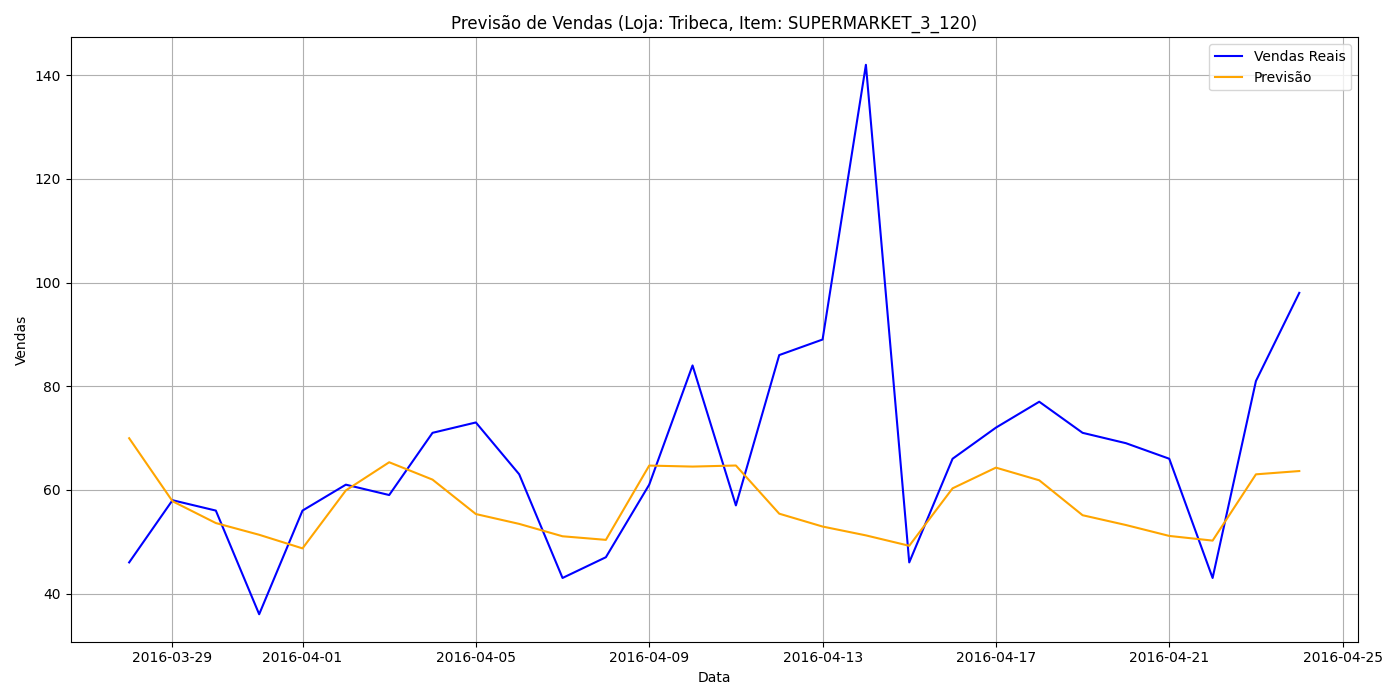 Previsão de Vendas (Loja: Tribeca, Item: SUPERMARKET_3_120)
Vendas Reais
Previsão
140
120
100
80
60
40
Vendas
2016-03-29 2016-04-01 2016-04-05 2016-04-09 2016-04-13 2016-04-17 2016-04-21 2016-04-25
Data